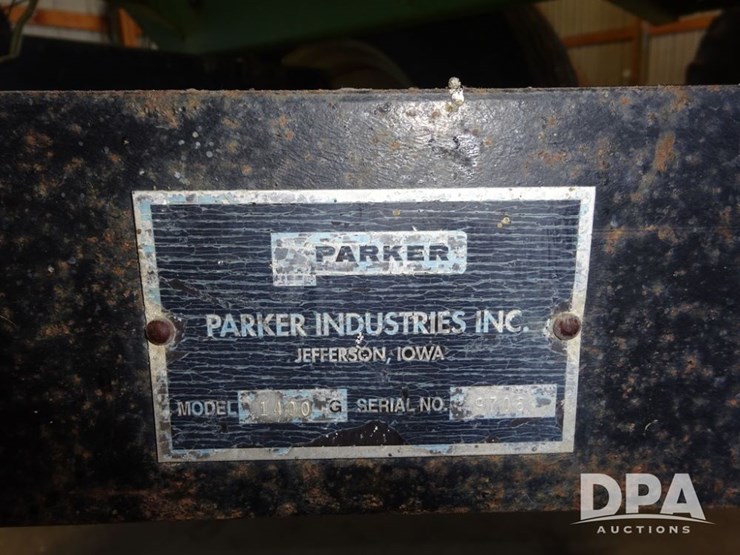 PARKER
PARKER INDUSTRIES INC.
JEFFERSON, IOWA
MODEL G SERIAL NO.
DPA
AUCTIONS